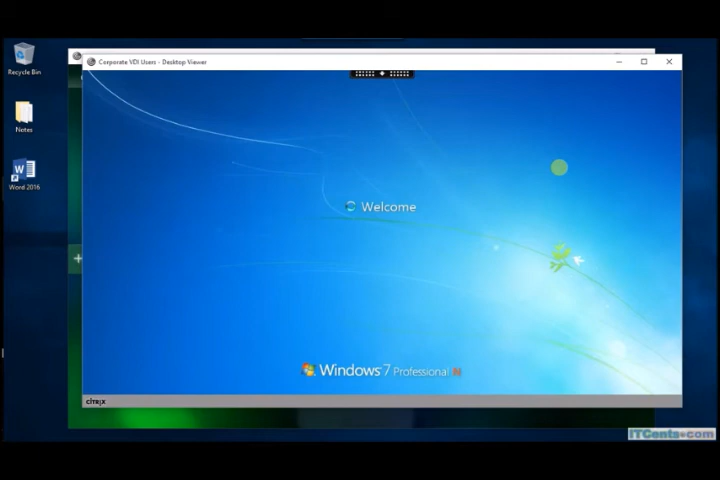 Corporate VDI Users - Desktop Viewer
Recycle Bin
Notes
Word 2016
Welcome
Windows 7 Professional N
CITRIX
ITCents.com